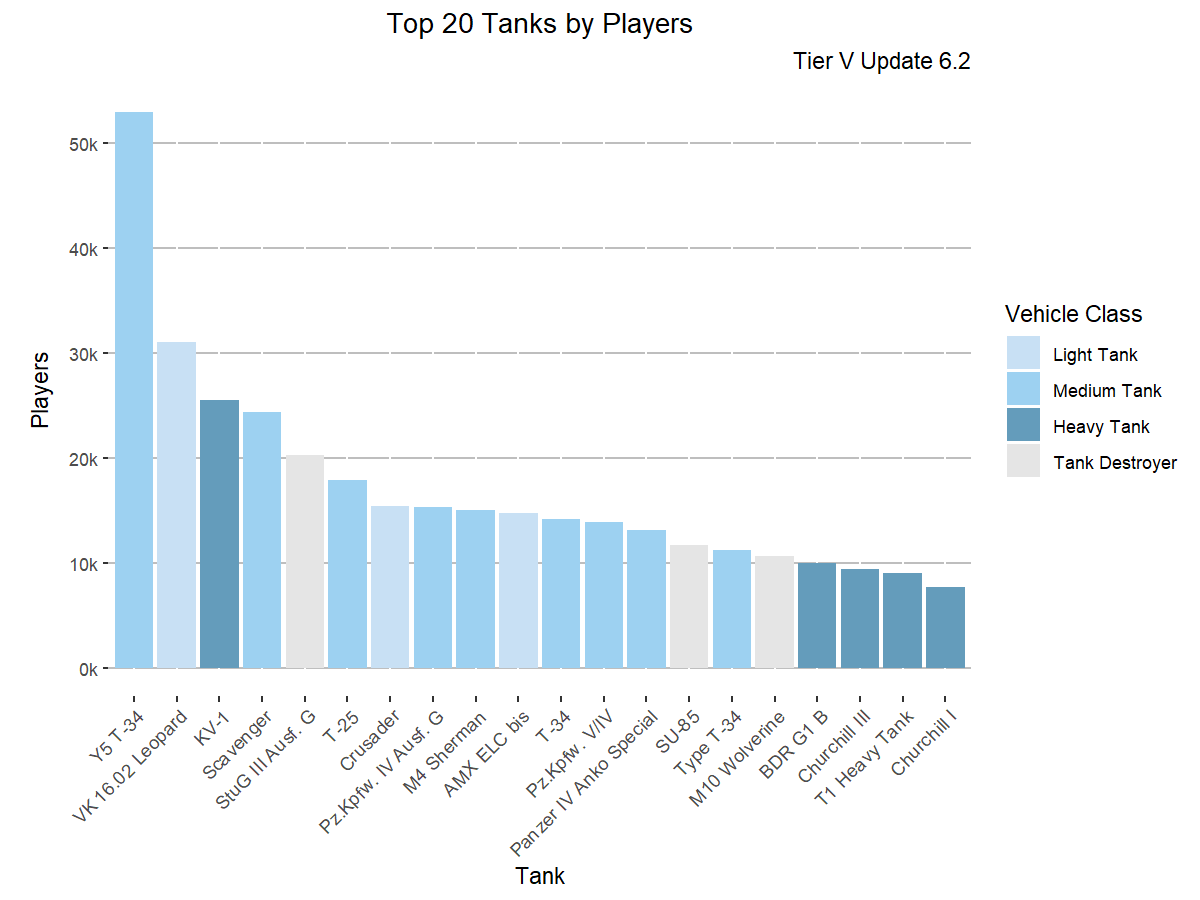 Top 20 Tanks by Players
Tier V Update 6.2
50k
40k
30k
20k
10k
0k
Players
Y5 T-34
VK 16.02 Leopard
KV-1
Scavenger
StuG III Ausf. G
T-25
Crusader
Pz.Kpfw. IV Ausf. G
M4 Sherman
AMX ELC bis
T-34
Pz.Kpfw. V/IV
Panzer IV Anko Special
SU-85
Type T-34
M10 Wolverine
BDR G1 B
Churchill III
T1 Heavy Tank
Churchill I
Tank
Vehicle Class
Light Tank
Medium Tank
Heavy Tank
Tank Destroyer